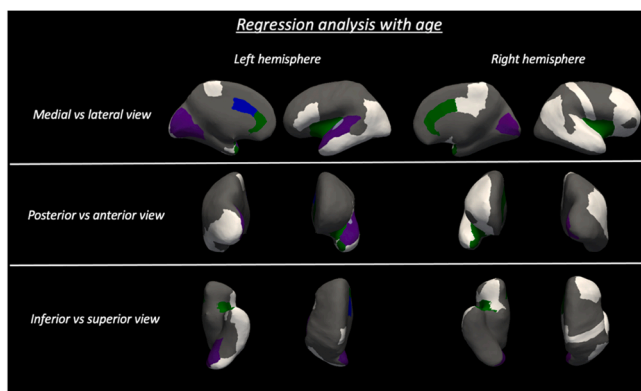 Regression analysis with age
Left hemisphere
Right hemisphere
Medial vs lateral view
Posterior vs anterior view
Inferior vs superior view